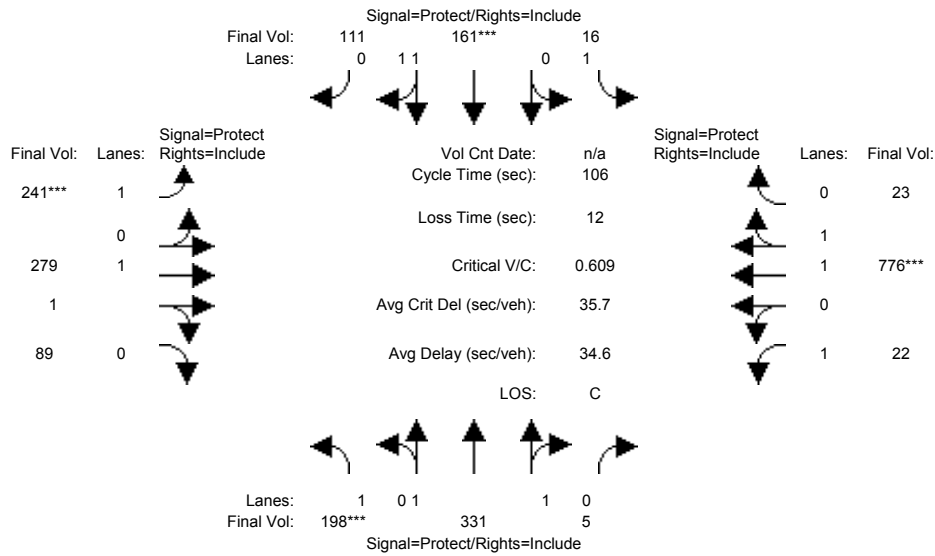 Signal=Protect/Rights=Include
Final Vol: 111 161*** 16
Lanes: 0 1 1 0 1
Signal=Protect
Final Vol: Lanes: Rights=Include
Vol Cnt Date: n/a
Signal=Protect
Rights=Include Lanes: Final Vol:
Cycle Time (sec): 106
241*** 1
0 23
Loss Time (sec): 12
0
1
279 1
Critical V/C: 0.609
1 776***
1
Avg Crit Del (sec/veh): 35.7
0
89 0
Avg Delay (sec/veh): 34.6
1 22
LOS: C
Lanes: 1 0 1 1 0
Final Vol: 198*** 331 5
Signal=Protect/Rights=Include